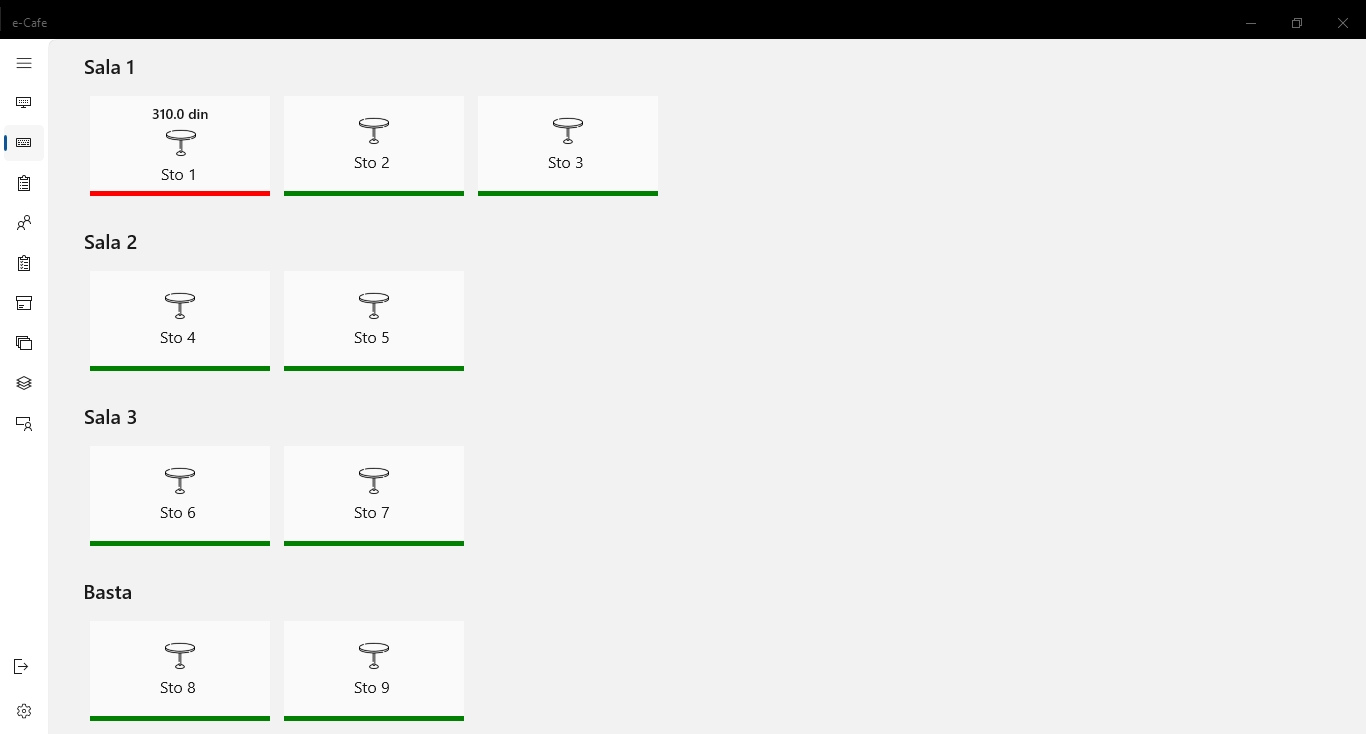 e-Cafe
Sala 1
310.0 din
Sto 1
Sto 2
Sto 3
Sala 2
Sto 4
Sto 5
Sala 3
Sto 6
Sto 7
Basta
Sto 8
Sto 9